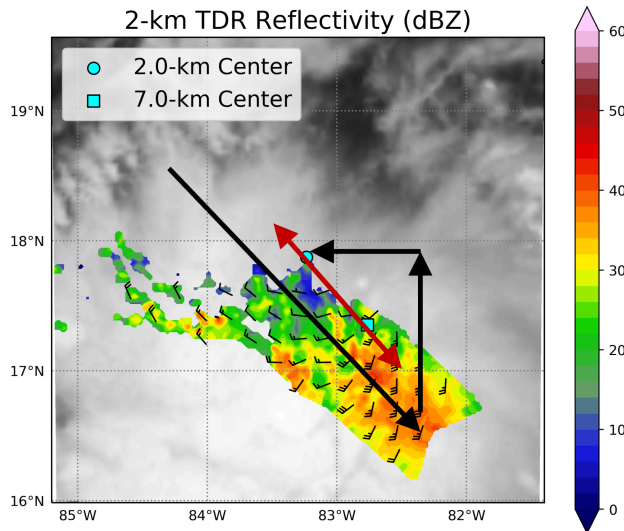 2-km TDR Reflectivity (dBZ)
2.0-km Center
7.0-km Center
19°N
18°N
17°N
16°N
85°W
84°W
83°W
82°W
60
50
40
30
20
10
0